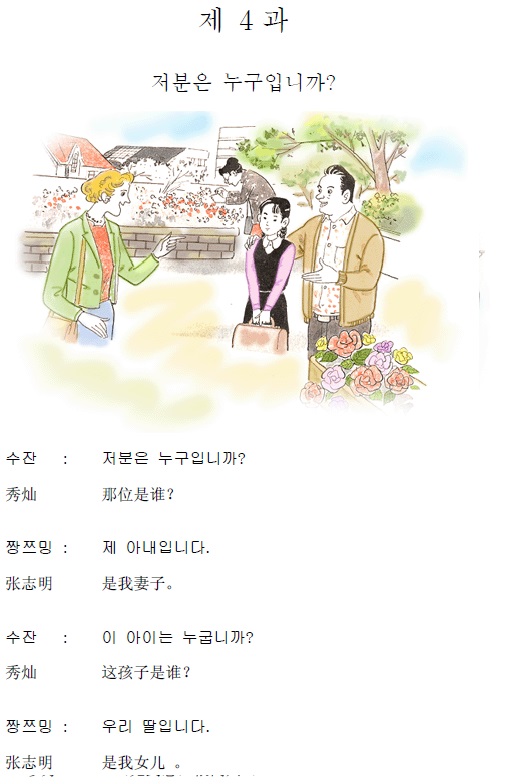 제 4 과
저분은 누구입니까?
수잔 : 저분은 누구입니까?
秀灿 那位是谁?
짱쯔밍 : 제 아내입니다.
张志明 是我妻子。
수잔 : 이 아이는 누굽니까?
秀灿 这孩子是谁?
짱쯔밍 : 우리 딸입니다.
张志明 是我女儿 。